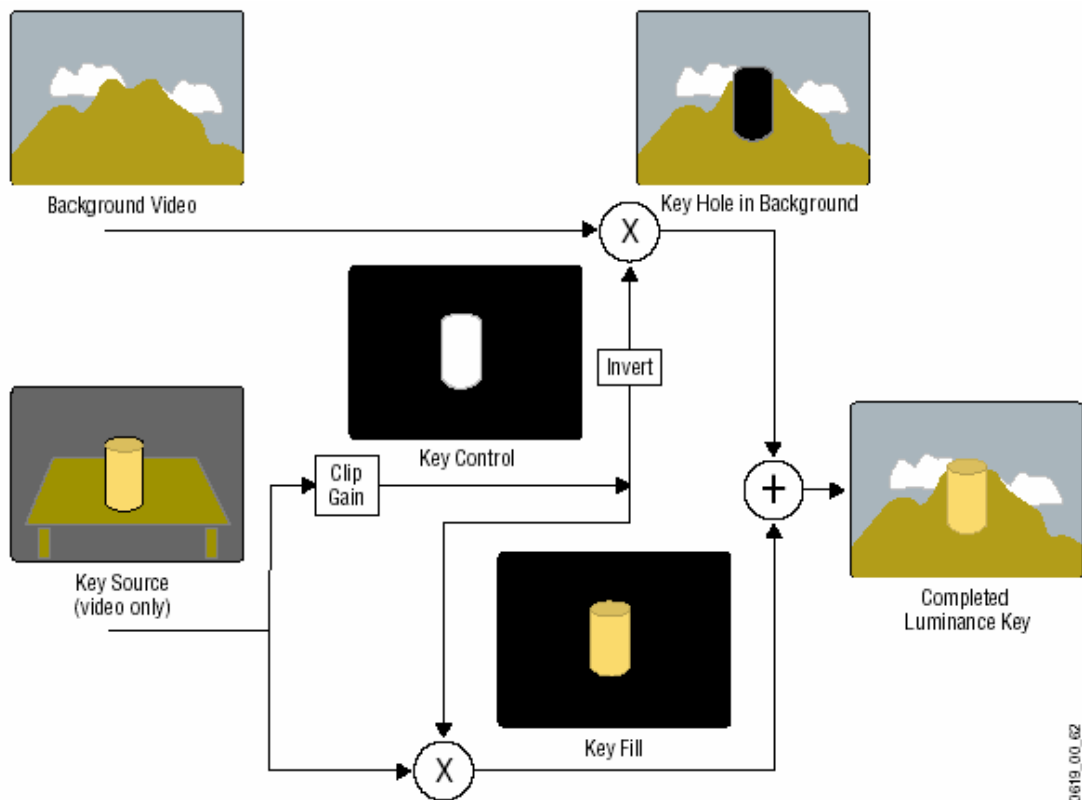 Background Video
Key Hole in Background
X
Invert
Key Control
Clip
Gain
+
Key Source
(video only)
Completed
Luminance Key
Key Fill
X
0619_00_62